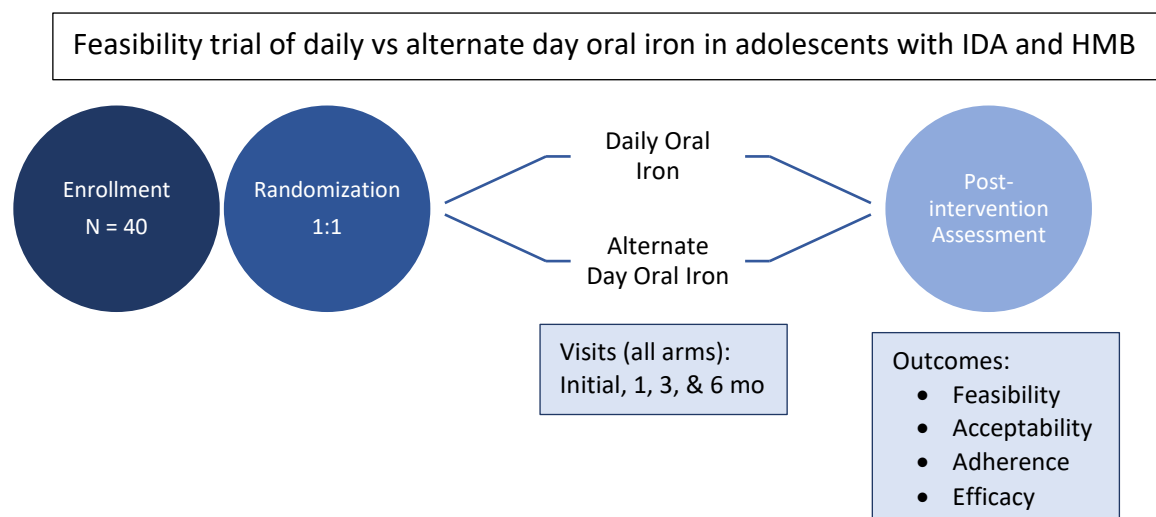 Feasibility trial of daily vs alternate day oral iron in adolescents with IDA and HMB
Enrollment
N = 40
Randomization
1:1
Daily Oral
Iron
Alternate
Day Oral Iron
Visits (all arms):
Initial, 1, 3, & 6 mo
Post-
intervention
Assessment
Outcomes:
• Feasibility
• Acceptability
• Adherence
• Efficacy